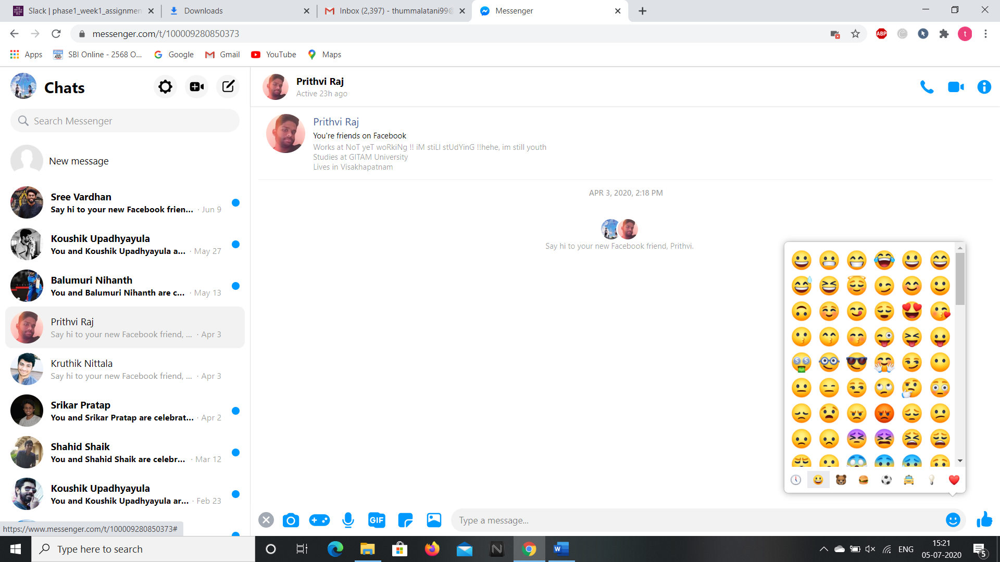 Slack | phase1_week1_assignmen
Downloads
Inbox (2,397) - thummalatani99@
Messenger
messenger.com/t/100009280850373
ABP
t
Apps
SBI Online - 2568 O...
Google
Gmail
YouTube
Maps
Chats
Search Messenger
New message
Sree Vardhan
Say hi to your new Facebook frien... · Jun 9
Koushik Upadhyayula
You and Koushik Upadhyayula a... · May 27
Balumuri Nihanth
You and Balumuri Nihanth are c... · May 13
Prithvi Raj
Say hi to your new Facebook friend, ... · Apr 3
Kruthik Nittala
Say hi to your new Facebook friend, ... · Apr 3
Srikar Pratap
You and Srikar Pratap are celebrat... · Apr 2
Shahid Shaik
You and Shahid Shaik are celebr... · Mar 12
Koushik Upadhyayula
You and Koushik Upadhyayula ar... · Feb 23
https://www.messenger.com/t/100009280850373#
Prithvi Raj
Active 23h ago
Prithvi Raj
You're friends on Facebook
Works at NoT yeT woRkiNg !! iM stiLl stUdYinG !!hehe, im still youth
Studies at GITAM University
Lives in Visakhapatnam
APR 3, 2020, 2:18 PM
Say hi to your new Facebook friend, Prithvi.
GIF
Type a message...
Type here to search
N
W
ENG
15:21
05-07-2020
5